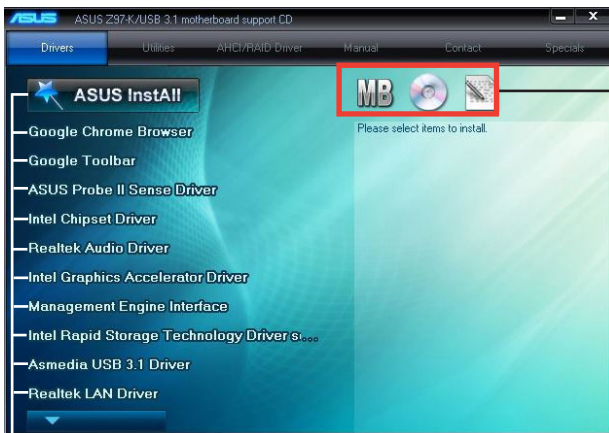 ASUS ASUS Z97-K/USB 3.1 motherboard support CD
Drivers Utilities AHCI/RAID Driver Manual Contact Specials
ASUS InstAll
MB
Google Chrome Browser
Please select items to install.
Google Toolbar
ASUS Probe II Sense Driver
Intel Chipset Driver
Realtek Audio Driver
Intel Graphics Accelerator Driver
Management Engine Interface
Intel Rapid Storage Technology Driver s...
Asmedia USB 3.1 Driver
Realtek LAN Driver